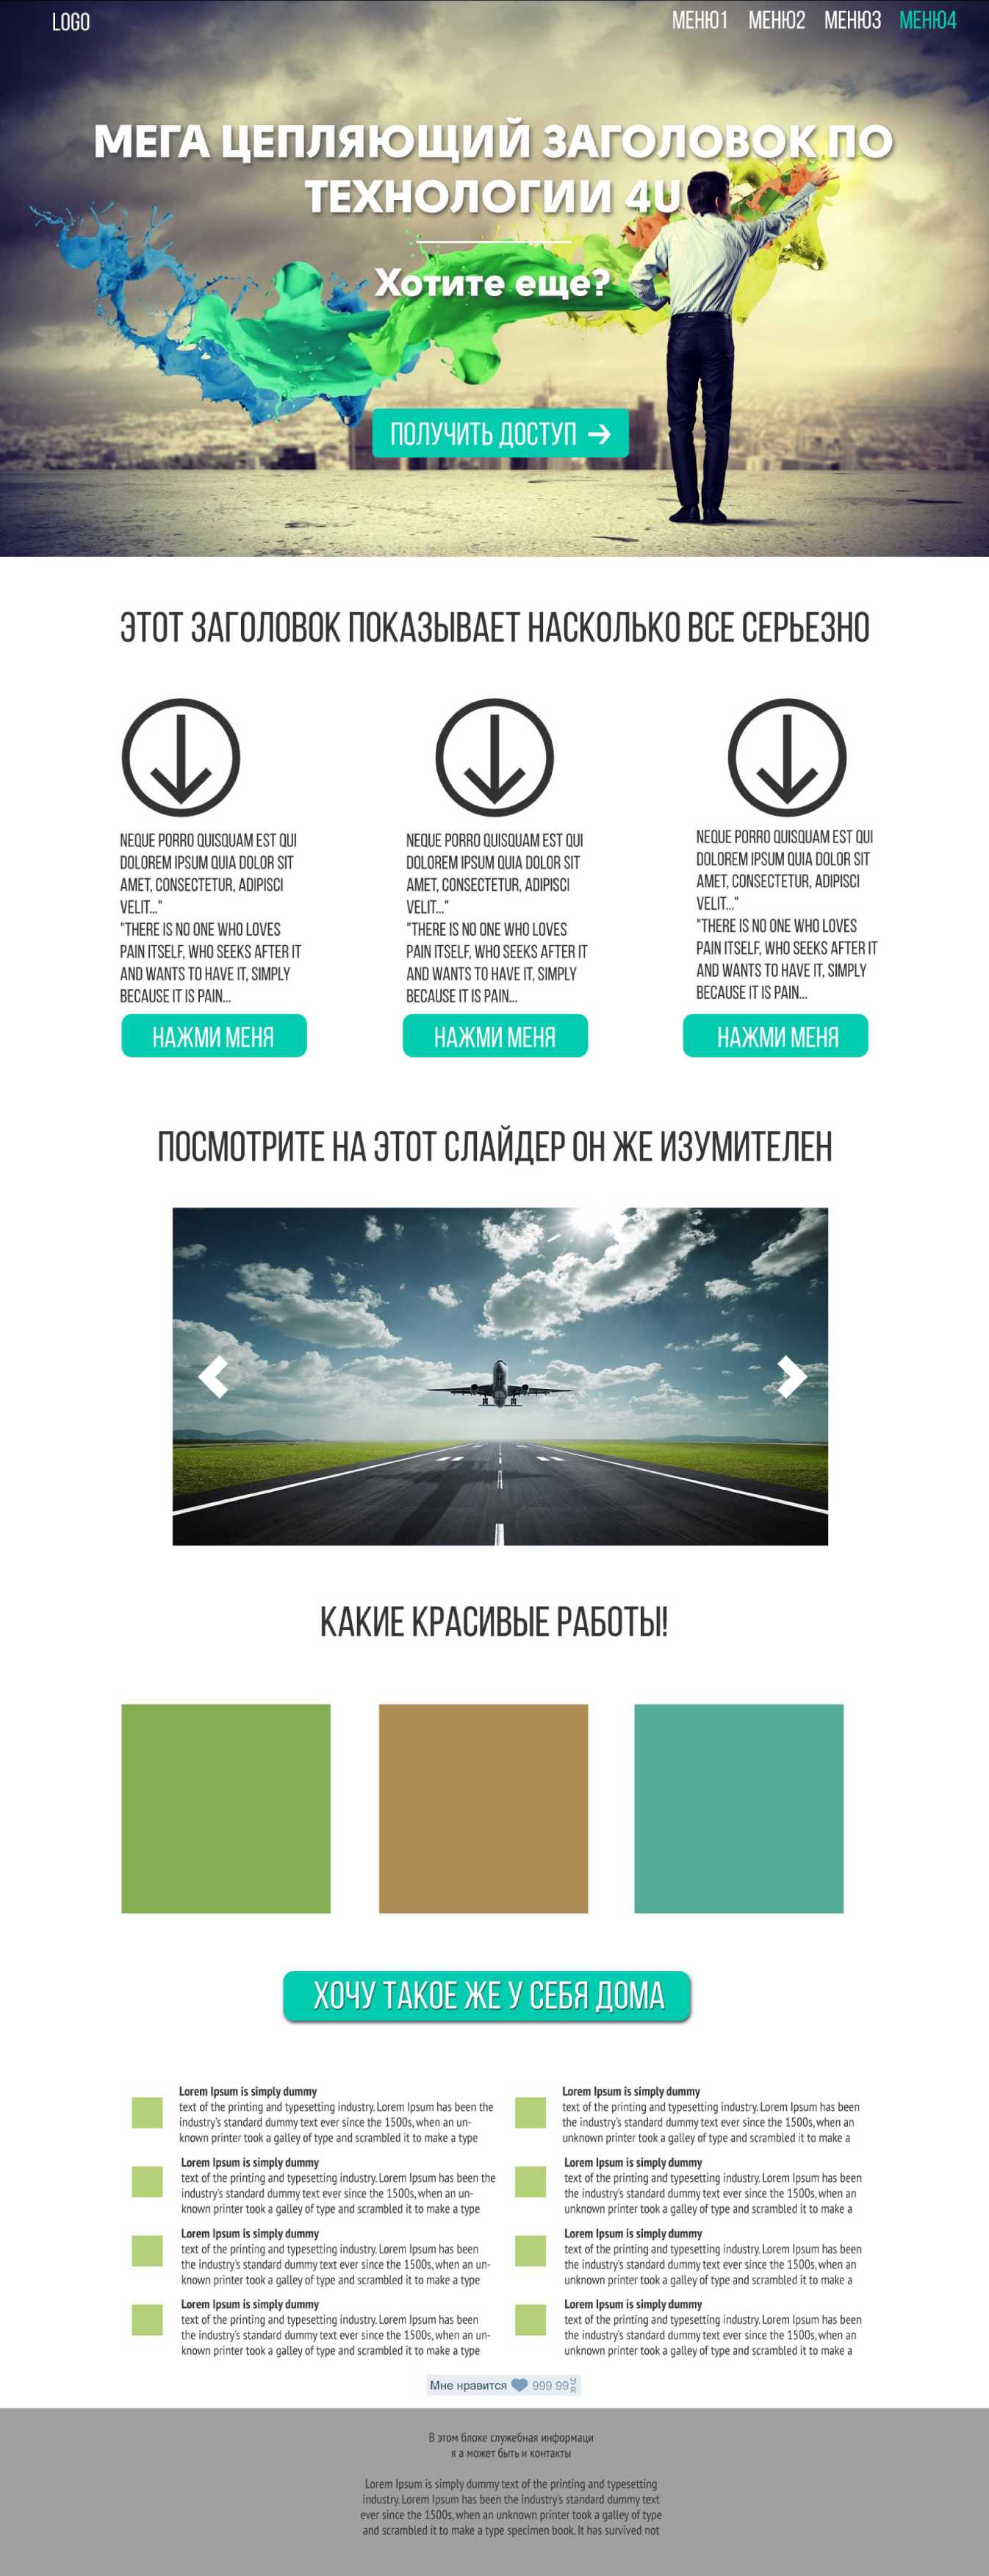 LOGO
МЕНЮ1 МЕНЮ2 МЕНЮ3 МЕНЮ4
МЕГА ЦЕПЛЯЮЩИЙ ЗАГОЛОВОК ПО
ТЕХНОЛОГИИ 4U
Хотите еще?
ПОЛУЧИТЬ ДОСТУП
ЭТОТ ЗАГОЛОВОК ПОКАЗЫВАЕТ НАСКОЛЬКО ВСЕ СЕРЬЕЗНО
NEQUE PORRO QUISQUAM EST QUI
DOLOREM IPSUM QUIA DOLOR SIT
AMET, CONSECTETUR, ADIPISCI
VELIT..."
"THERE IS NO ONE WHO LOVES
PAIN ITSELF, WHO SEEKS AFTER IT
AND WANTS TO HAVE IT, SIMPLY
BECAUSE IT IS PAIN...
НАЖМИ МЕНЯ
NEQUE PORRO QUISQUAM EST QUI
DOLOREM IPSUM QUIA DOLOR SIT
AMET, CONSECTETUR, ADIPISCI
VELIT..."
"THERE IS NO ONE WHO LOVES
PAIN ITSELF, WHO SEEKS AFTER IT
AND WANTS TO HAVE IT, SIMPLY
BECAUSE IT IS PAIN...
НАЖМИ МЕНЯ
NEQUE PORRO QUISQUAM EST QUI
DOLOREM IPSUM QUIA DOLOR SIT
AMET, CONSECTETUR, ADIPISCI
VELIT..."
"THERE IS NO ONE WHO LOVES
PAIN ITSELF, WHO SEEKS AFTER IT
AND WANTS TO HAVE IT, SIMPLY
BECAUSE IT IS PAIN...
НАЖМИ МЕНЯ
ПОСМОТРИТЕ НА ЭТОТ СЛАЙДЕР ОН ЖЕ ИЗУМИТЕЛЕН
КАКИЕ КРАСИВЫЕ РАБОТЫ!
ХОЧУ ТАКОЕ ЖЕ У СЕБЯ ДОМА
Lorem Ipsum is simply dummy
text of the printing and typesetting industry. Lorem Ipsum has been the
industry's standard dummy text ever since the 1500s, when an un-
known printer took a galley of type and scrambled it to make a type
Lorem Ipsum is simply dummy
text of the printing and typesetting industry. Lorem Ipsum has been the
industry's standard dummy text ever since the 1500s, when an un-
known printer took a galley of type and scrambled it to make a type
Lorem Ipsum is simply dummy
text of the printing and typesetting industry. Lorem Ipsum has been
the industry's standard dummy text ever since the 1500s, when an un-
known printer took a galley of type and scrambled it to make a type
Lorem Ipsum is simply dummy
text of the printing and typesetting industry. Lorem Ipsum has been
the industry's standard dummy text ever since the 1500s, when an un-
known printer took a galley of type and scrambled it to make a type
Lorem Ipsum is simply dummy
text of the printing and typesetting industry. Lorem Ipsum has been
the industry's standard dummy text ever since the 1500s, when an
unknown printer took a galley of type and scrambled it to make a
Lorem Ipsum is simply dummy
text of the printing and typesetting industry. Lorem Ipsum has been
the industry's standard dummy text ever since the 1500s, when an
unknown printer took a galley of type and scrambled it to make a
Lorem Ipsum is simply dummy
text of the printing and typesetting industry. Lorem Ipsum has been
the industry's standard dummy text ever since the 1500s, when an
unknown printer took a galley of type and scrambled it to make a
Lorem Ipsum is simply dummy
text of the printing and typesetting industry. Lorem Ipsum has been
the industry's standard dummy text ever since the 1500s, when an
unknown printer took a galley of type and scrambled it to make a
Мне нравится 999 99
В этом блоке служебная информаци
я а может быть и контакты
Lorem Ipsum is simply dummy text of the printing and typesetting
industry. Lorem Ipsum has been the industry's standard dummy text
ever since the 1500s, when an unknown printer took a galley of type
and scrambled it to make a type specimen book. It has survived not